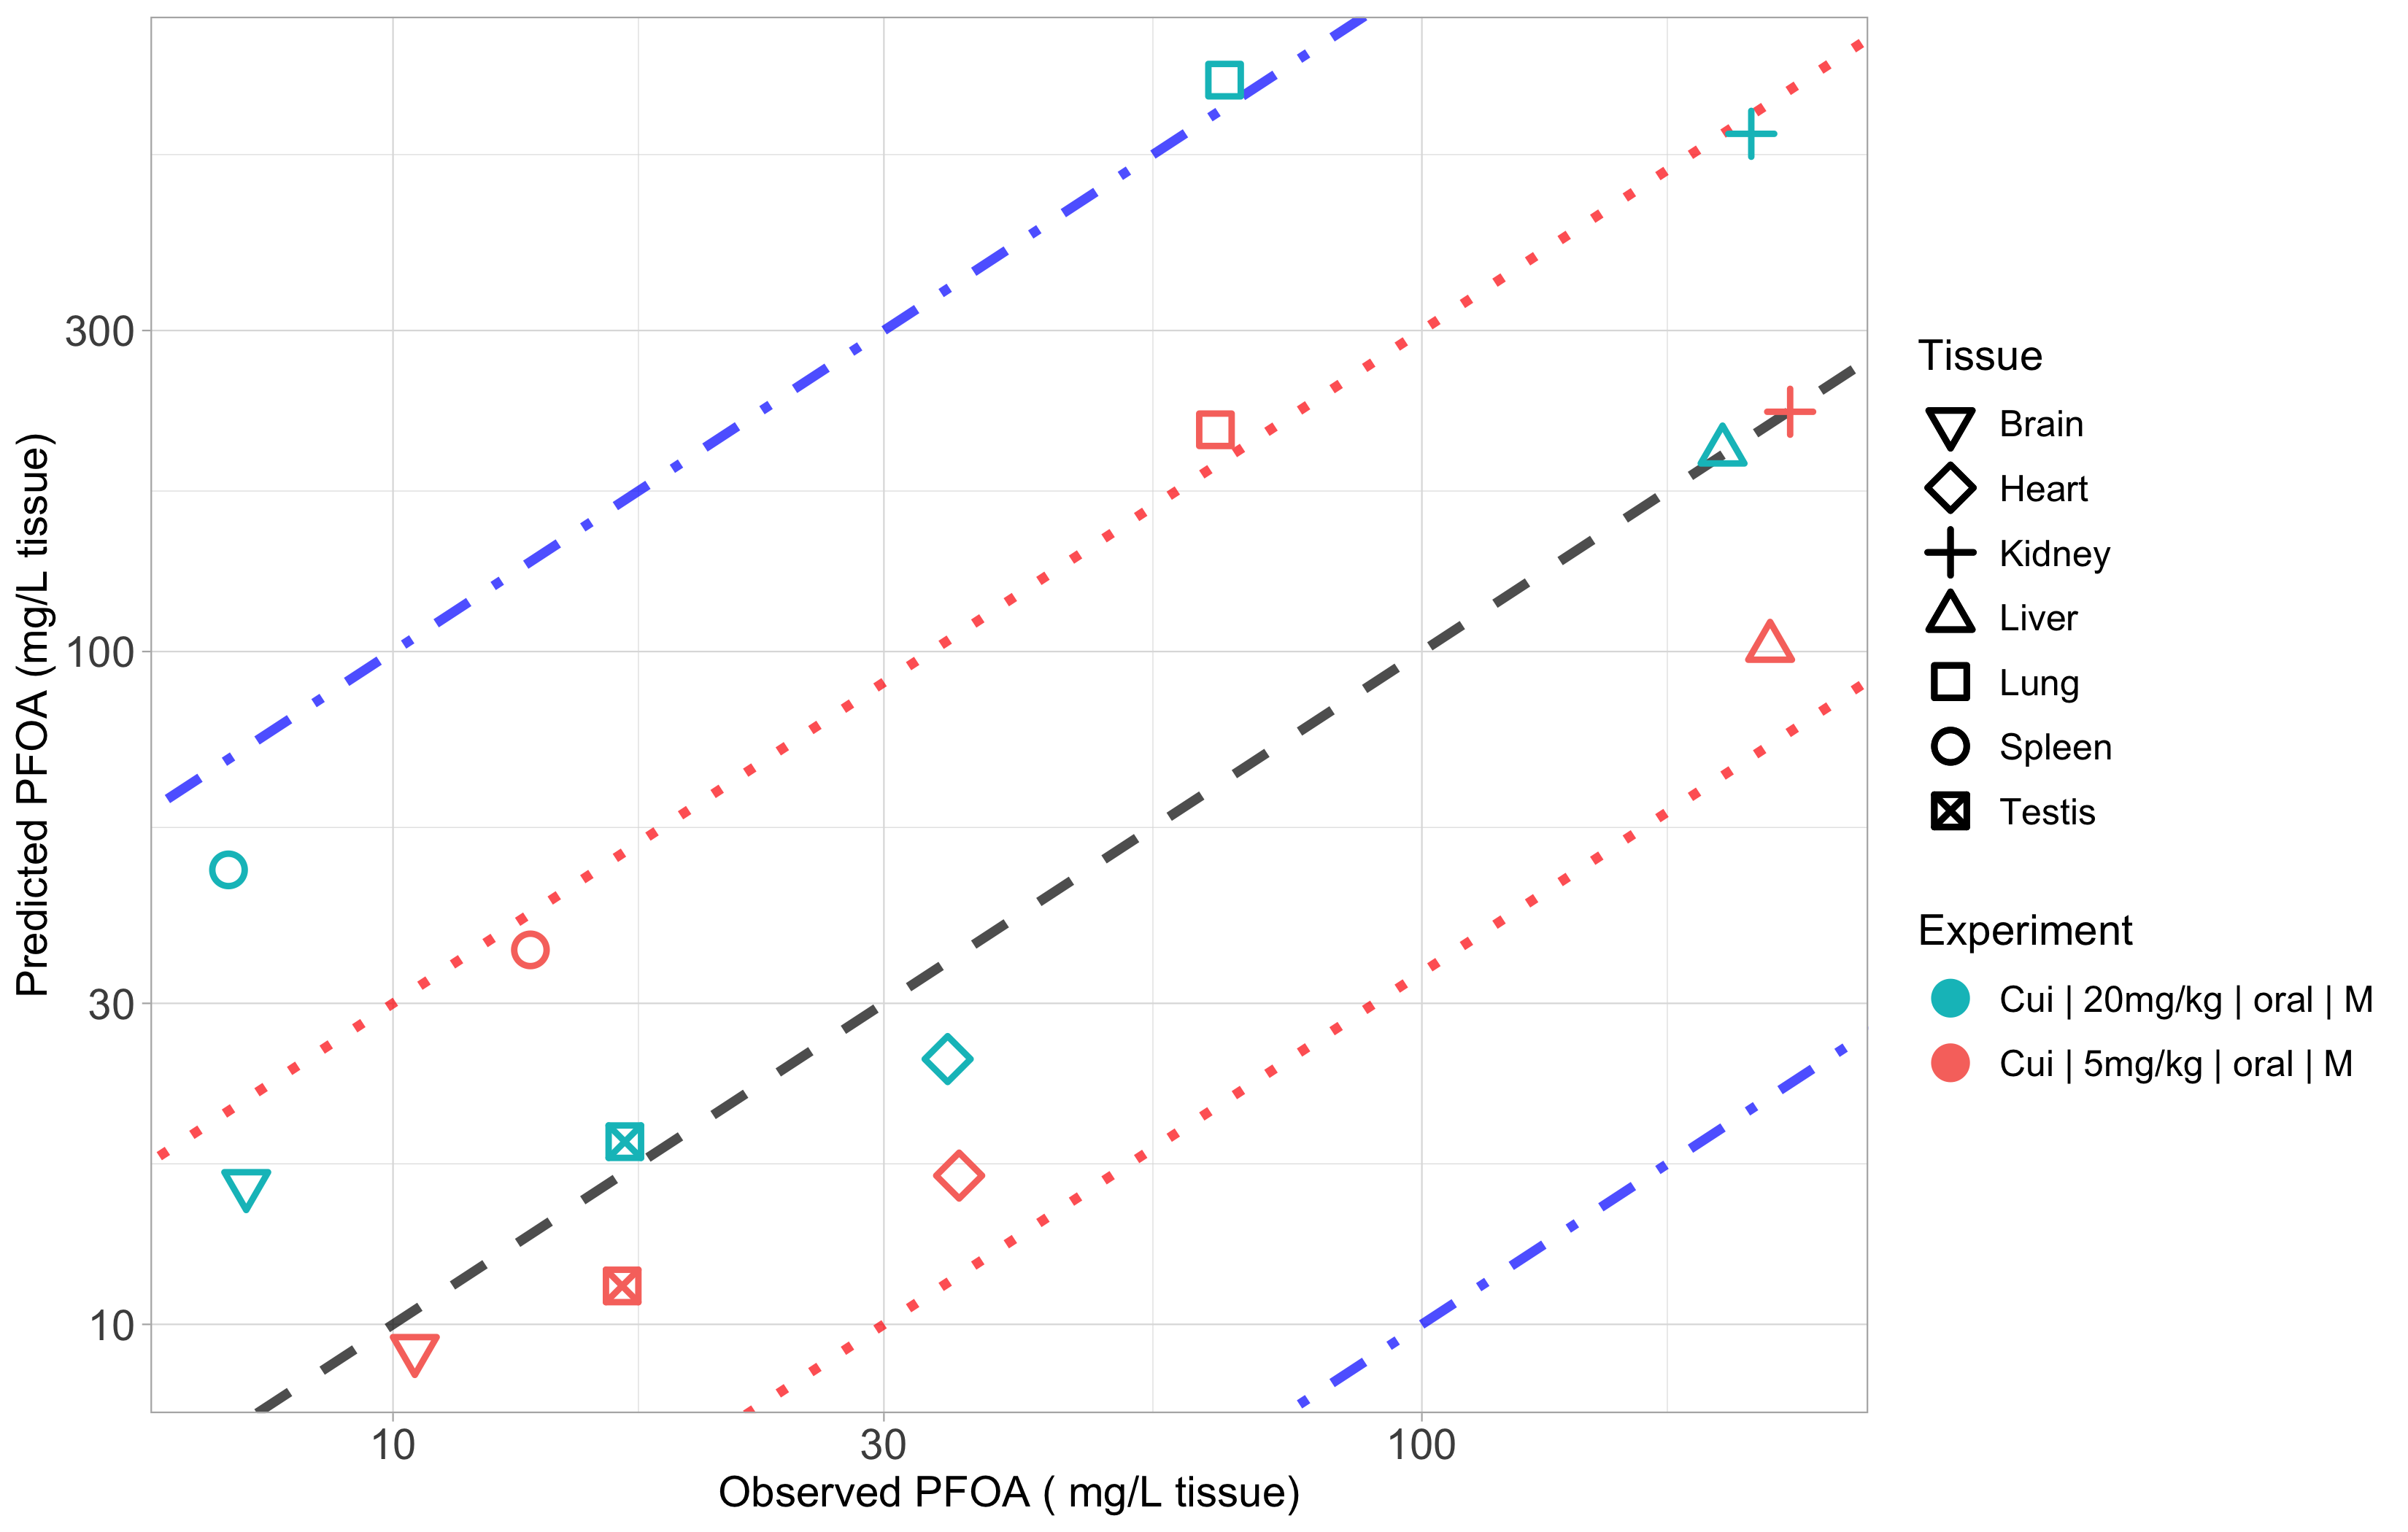 Predicted PFOA (mg/L tissue)
300
100
30
10
10
30
100
Observed PFOA ( mg/L tissue)
Tissue
Brain
Heart
Kidney
Liver
Lung
Spleen
Testis
Experiment
Cui | 20mg/kg | oral | M
Cui | 5mg/kg | oral | M